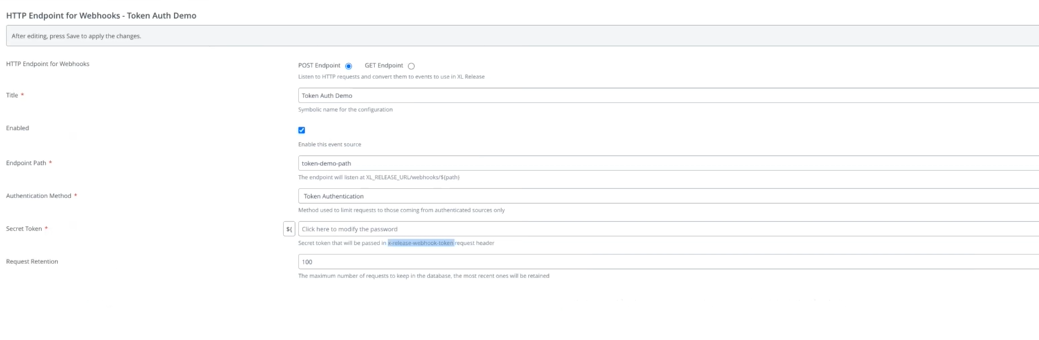 HTTP Endpoint for Webhooks - Token Auth Demo
After editing, press Save to apply the changes.
HTTP Endpoint for Webhooks
POST Endpoint GET Endpoint
Listen to HTTP requests and convert them to events to use in XL Release
Title *
Token Auth Demo
Symbolic name for the configuration
Enabled
Enable this event source
Endpoint Path *
token-demo-path
The endpoint will listen at XL_RELEASE_URL/webhooks/${path}
Authentication Method *
Token Authentication
Method used to limit requests to those coming from authenticated sources only
Secret Token *
${
Click here to modify the password
Secret token that will be passed in x-release-webhook-token request header
Request Retention
100
The maximum number of requests to keep in the database, the most recent ones will be retained